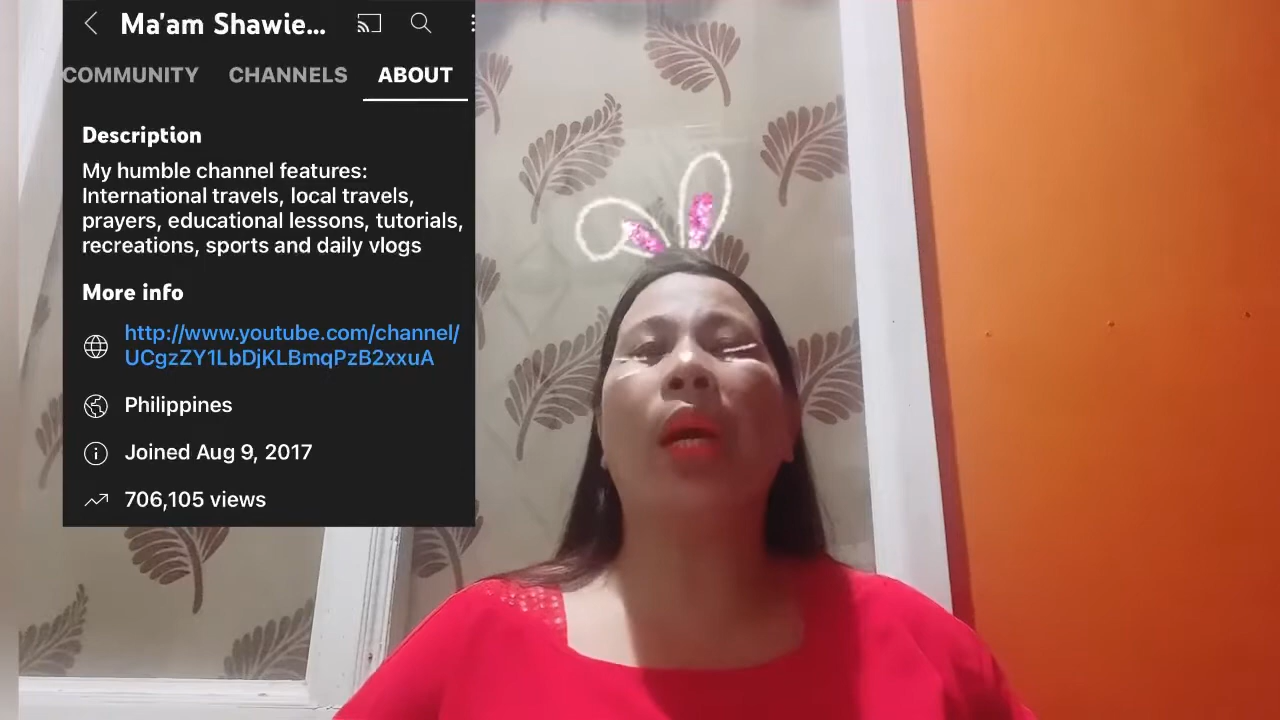 Ma'am Shawie...
COMMUNITY CHANNELS ABOUT
Description
My humble channel features:
International travels, local travels,
prayers, educational lessons, tutorials,
recreations, sports and daily vlogs
More info
http://www.youtube.com/channel/
UCgzZY1LbDjKLBmqPzB2xxuA
Philippines
Joined Aug 9, 2017
706,105 views